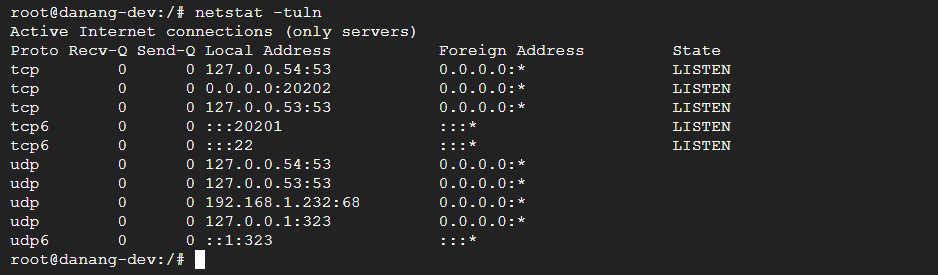 root@danang-dev:/# netstat -tuln
Active Internet connections (only servers)
Proto Recv-Q Send-Q Local Address           Foreign Address         State
tcp        0      0 127.0.0.54:53           0.0.0.0:*               LISTEN
tcp        0      0 0.0.0.0:20202           0.0.0.0:*               LISTEN
tcp        0      0 127.0.0.53:53           0.0.0.0:*               LISTEN
tcp6       0      0 :::20201                :::*                    LISTEN
tcp6       0      0 :::22                   :::*                    LISTEN
udp        0      0 127.0.0.54:53           0.0.0.0:*
udp        0      0 127.0.0.53:53           0.0.0.0:*
udp        0      0 192.168.1.232:68        0.0.0.0:*
udp        0      0 127.0.0.1:323           0.0.0.0:*
udp6       0      0 ::1:323                 :::*
root@danang-dev:/#